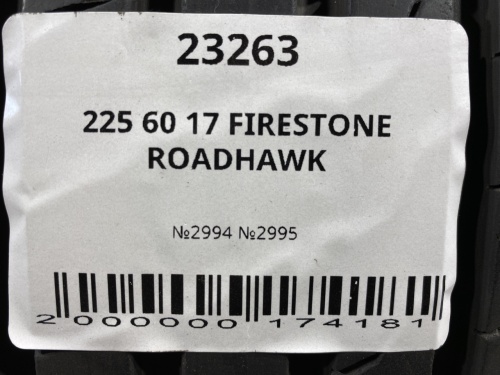 23263
225 60 17 FIRESTONE
ROADHAWK
№2994 №2995
2 000000 174181